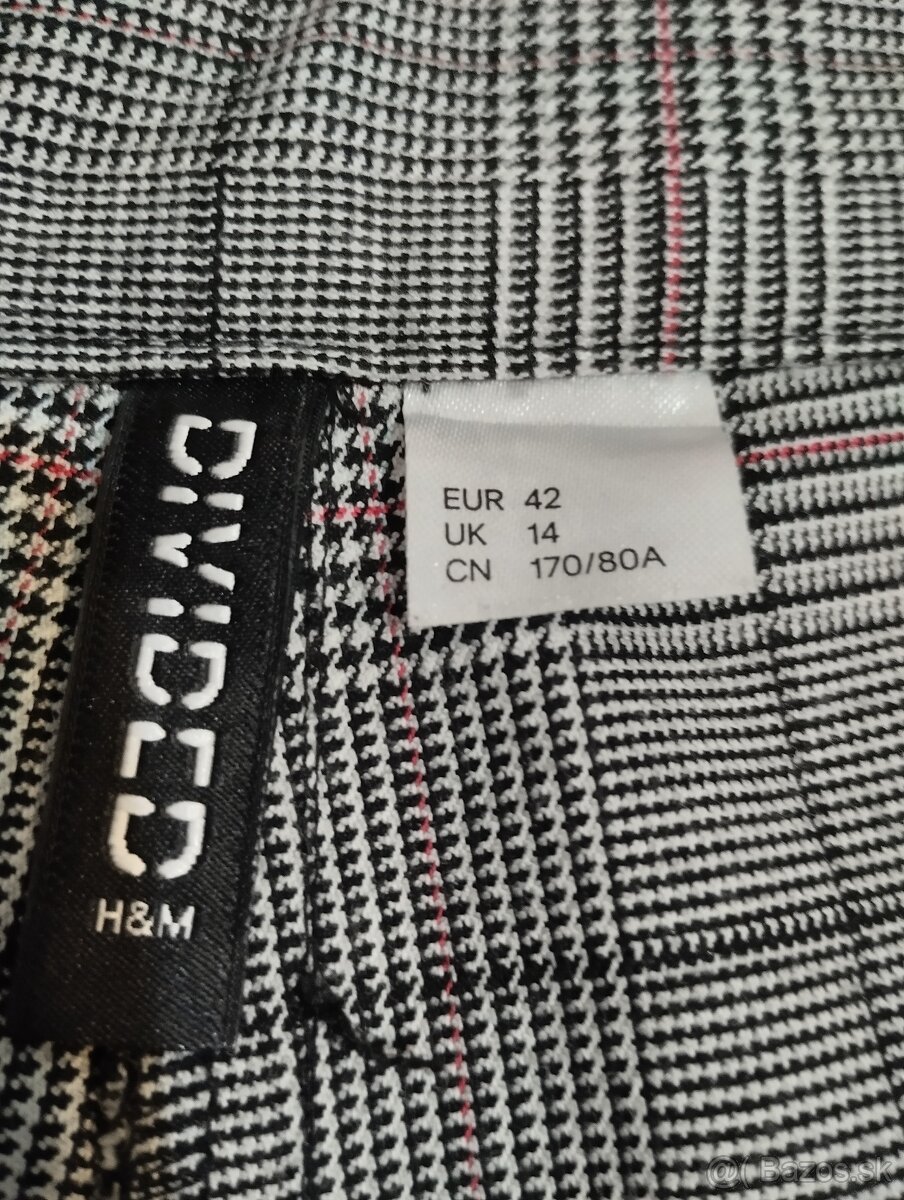 DIVIDED
H&M
EUR 42
UK 14
CN 170/80A
@( Bazos.sk